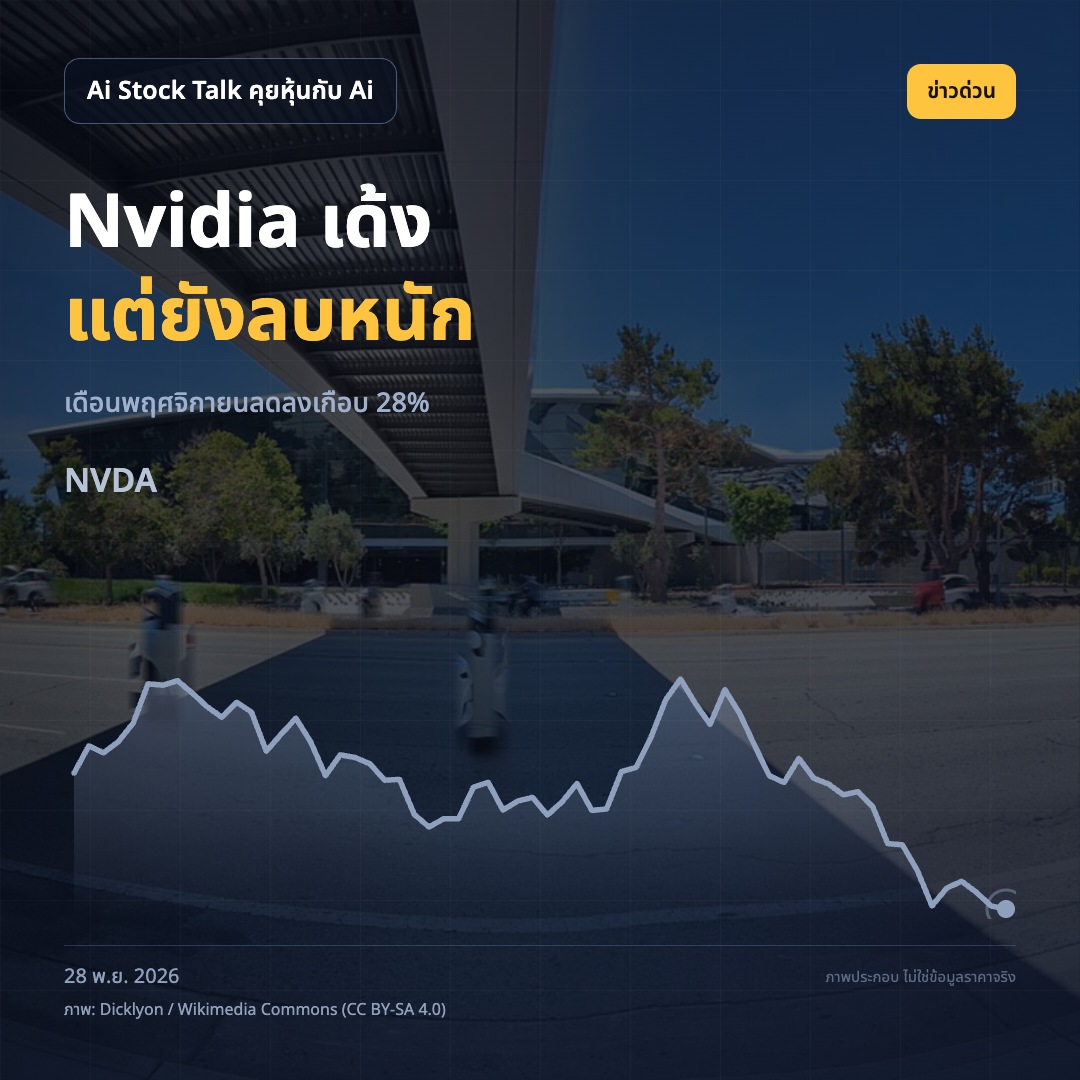 Ai Stock Talk คุยหุ้นกับ Ai
ข่าวด่วน
Nvidia เด้ง
แต่ยังลบหนัก
เดือนพฤศจิกายนลดลงเกือบ 28%
NVDA
28 พ.ย. 2026
ภาพประกอบ ไม่ใช่ข้อมูลราคาจริง
ภาพ: Dicklyon / Wikimedia Commons (CC BY-SA 4.0)